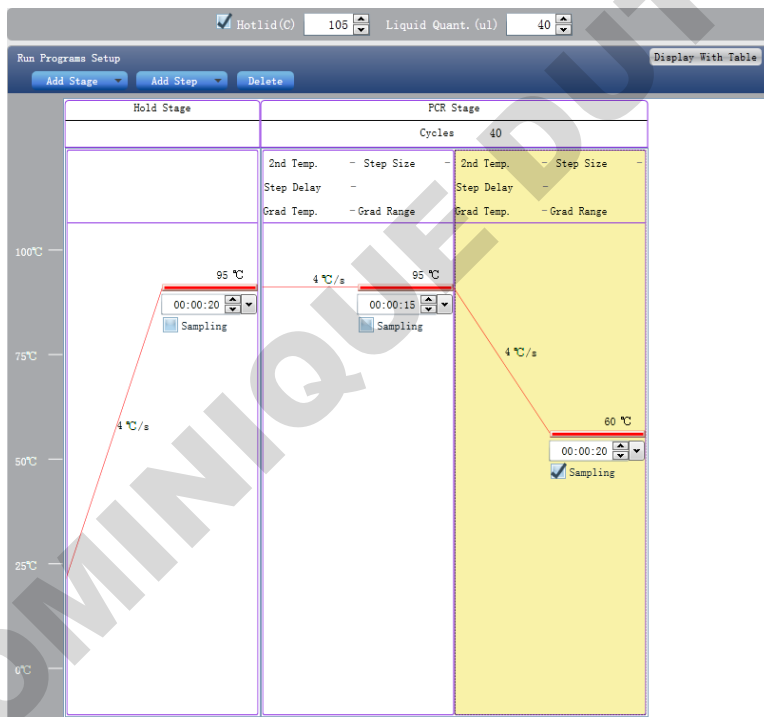 Hotlid(C) 105 Liquid Quant.(ul) 40
Run Programs Setup Display With Table
Add Stage Add Step Delete
Hold Stage PCR Stage
Cycles 40
2nd Temp. - Step Size - 2nd Temp. - Step Size -
Step Delay - Step Delay -
Grad Temp. - Grad Range Grad Temp. - Grad Range
100℃
95 ℃ 4 ℃/s 95 ℃
00:00:20 00:00:15
Sampling Sampling
75℃ 4 ℃/s
4 ℃/s 60 ℃
50℃ 00:00:20
Sampling
25℃
0℃
OMINIQUE DUT